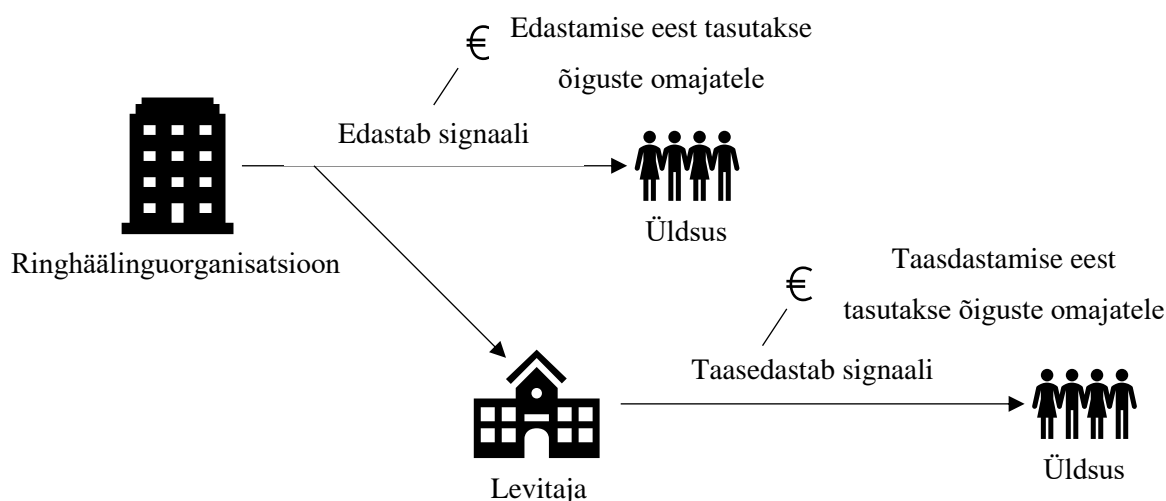 € Edastamise eest tasutakse
õiguste omajatele
Edastab signaali
Üldsus
Ringhäälinguorganisatsioon
€ Taasdastamise eest
tasutakse õiguste omajatele
Taasedastab signaali
Üldsus
Levitaja